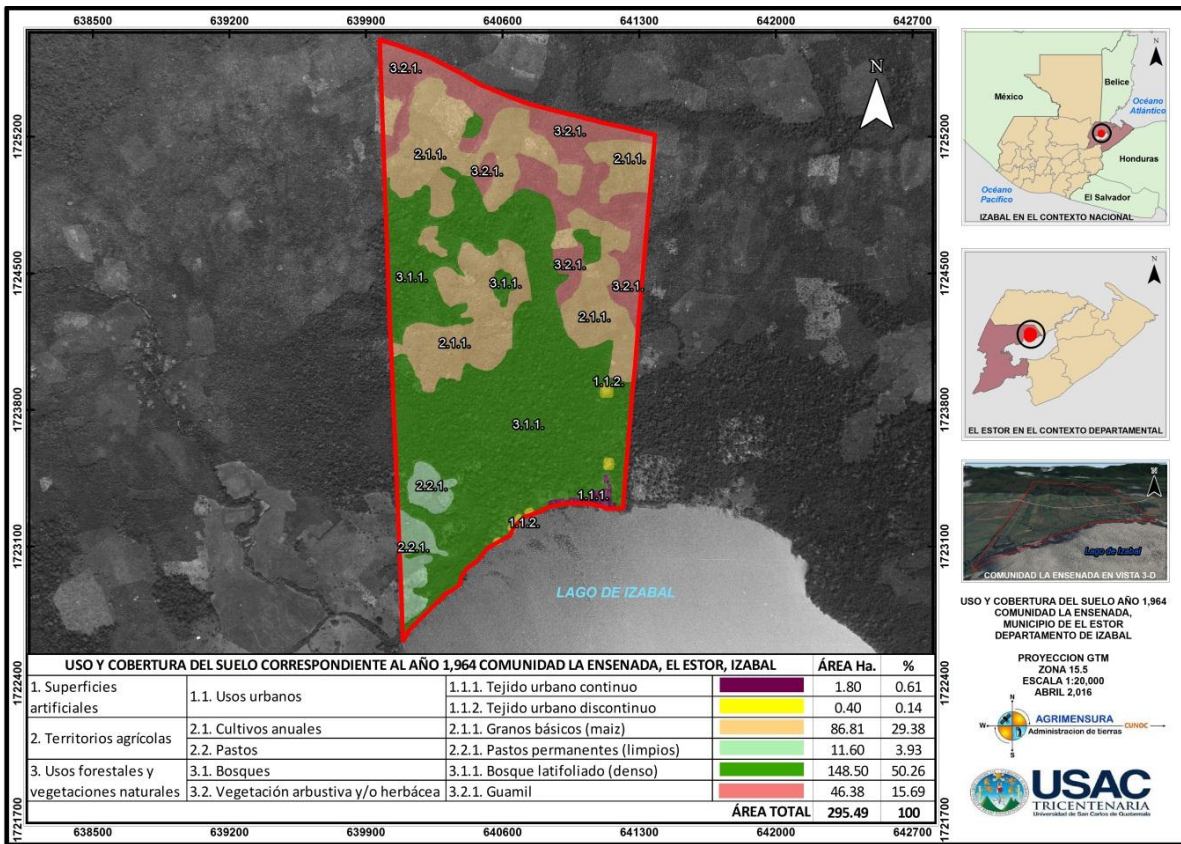 638500 639200 639900 640600 641300 642000 642700
1725200
1724500
1723800
1723100
1722400
1721700
1725200
1724500
1723800
1723100
1722400
1721700
N
3.2.1.
3.2.1.
2.1.1.
2.1.1.
3.2.1.
3.2.1.
3.1.1.
3.1.1.
3.2.1.
2.1.1.
2.1.1.
1.1.2.
3.1.1.
2.2.1.
1.1.1.
1.1.2.
2.2.1.
LAGO DE IZABAL
USO Y COBERTURA DEL SUELO CORRESPONDIENTE AL AÑO 1,964 COMUNIDAD LA ENSENADA, EL ESTOR, IZABAL ÁREA Ha. %
1. Superficies artificiales 1.1. Usos urbanos 1.1.1. Tejido urbano continuo 1.80 0.61
1.1.2. Tejido urbano discontinuo 0.40 0.14
2. Territorios agrícolas 2.1. Cultivos anuales 2.1.1. Granos básicos (maiz) 86.81 29.38
2.2. Pastos 2.2.1. Pastos permanentes (limpios) 11.60 3.93
3. Usos forestales y vegetaciones naturales 3.1. Bosques 3.1.1. Bosque latifoliado (denso) 148.50 50.26
3.2. Vegetación arbustiva y/o herbácea 3.2.1. Guamil 46.38 15.69
ÁREA TOTAL 295.49 100
638500 639200 639900 640600 641300 642000 642700
N
Belice
México
Océano
Atlántico
Honduras
Océano
Pacífico
El Salvador
IZABAL EN EL CONTEXTO NACIONAL
N
EL ESTOR EN EL CONTEXTO DEPARTAMENTAL
N
Lago de Izabal
COMUNIDAD LA ENSENADA EN VISTA 3-D
USO Y COBERTURA DEL SUELO AÑO 1,964
COMUNIDAD LA ENSENADA,
MUNICIPIO DE EL ESTOR
DEPARTAMENTO DE IZABAL
PROYECCION GTM
ZONA 15.5
ESCALA 1:20,000
ABRIL 2,016
N
W
E
S
AGRIMENSURA
Administracion de tierras
CUNOC
USAC
TRICENTENARIA
Universidad de San Carlos de Guatemala